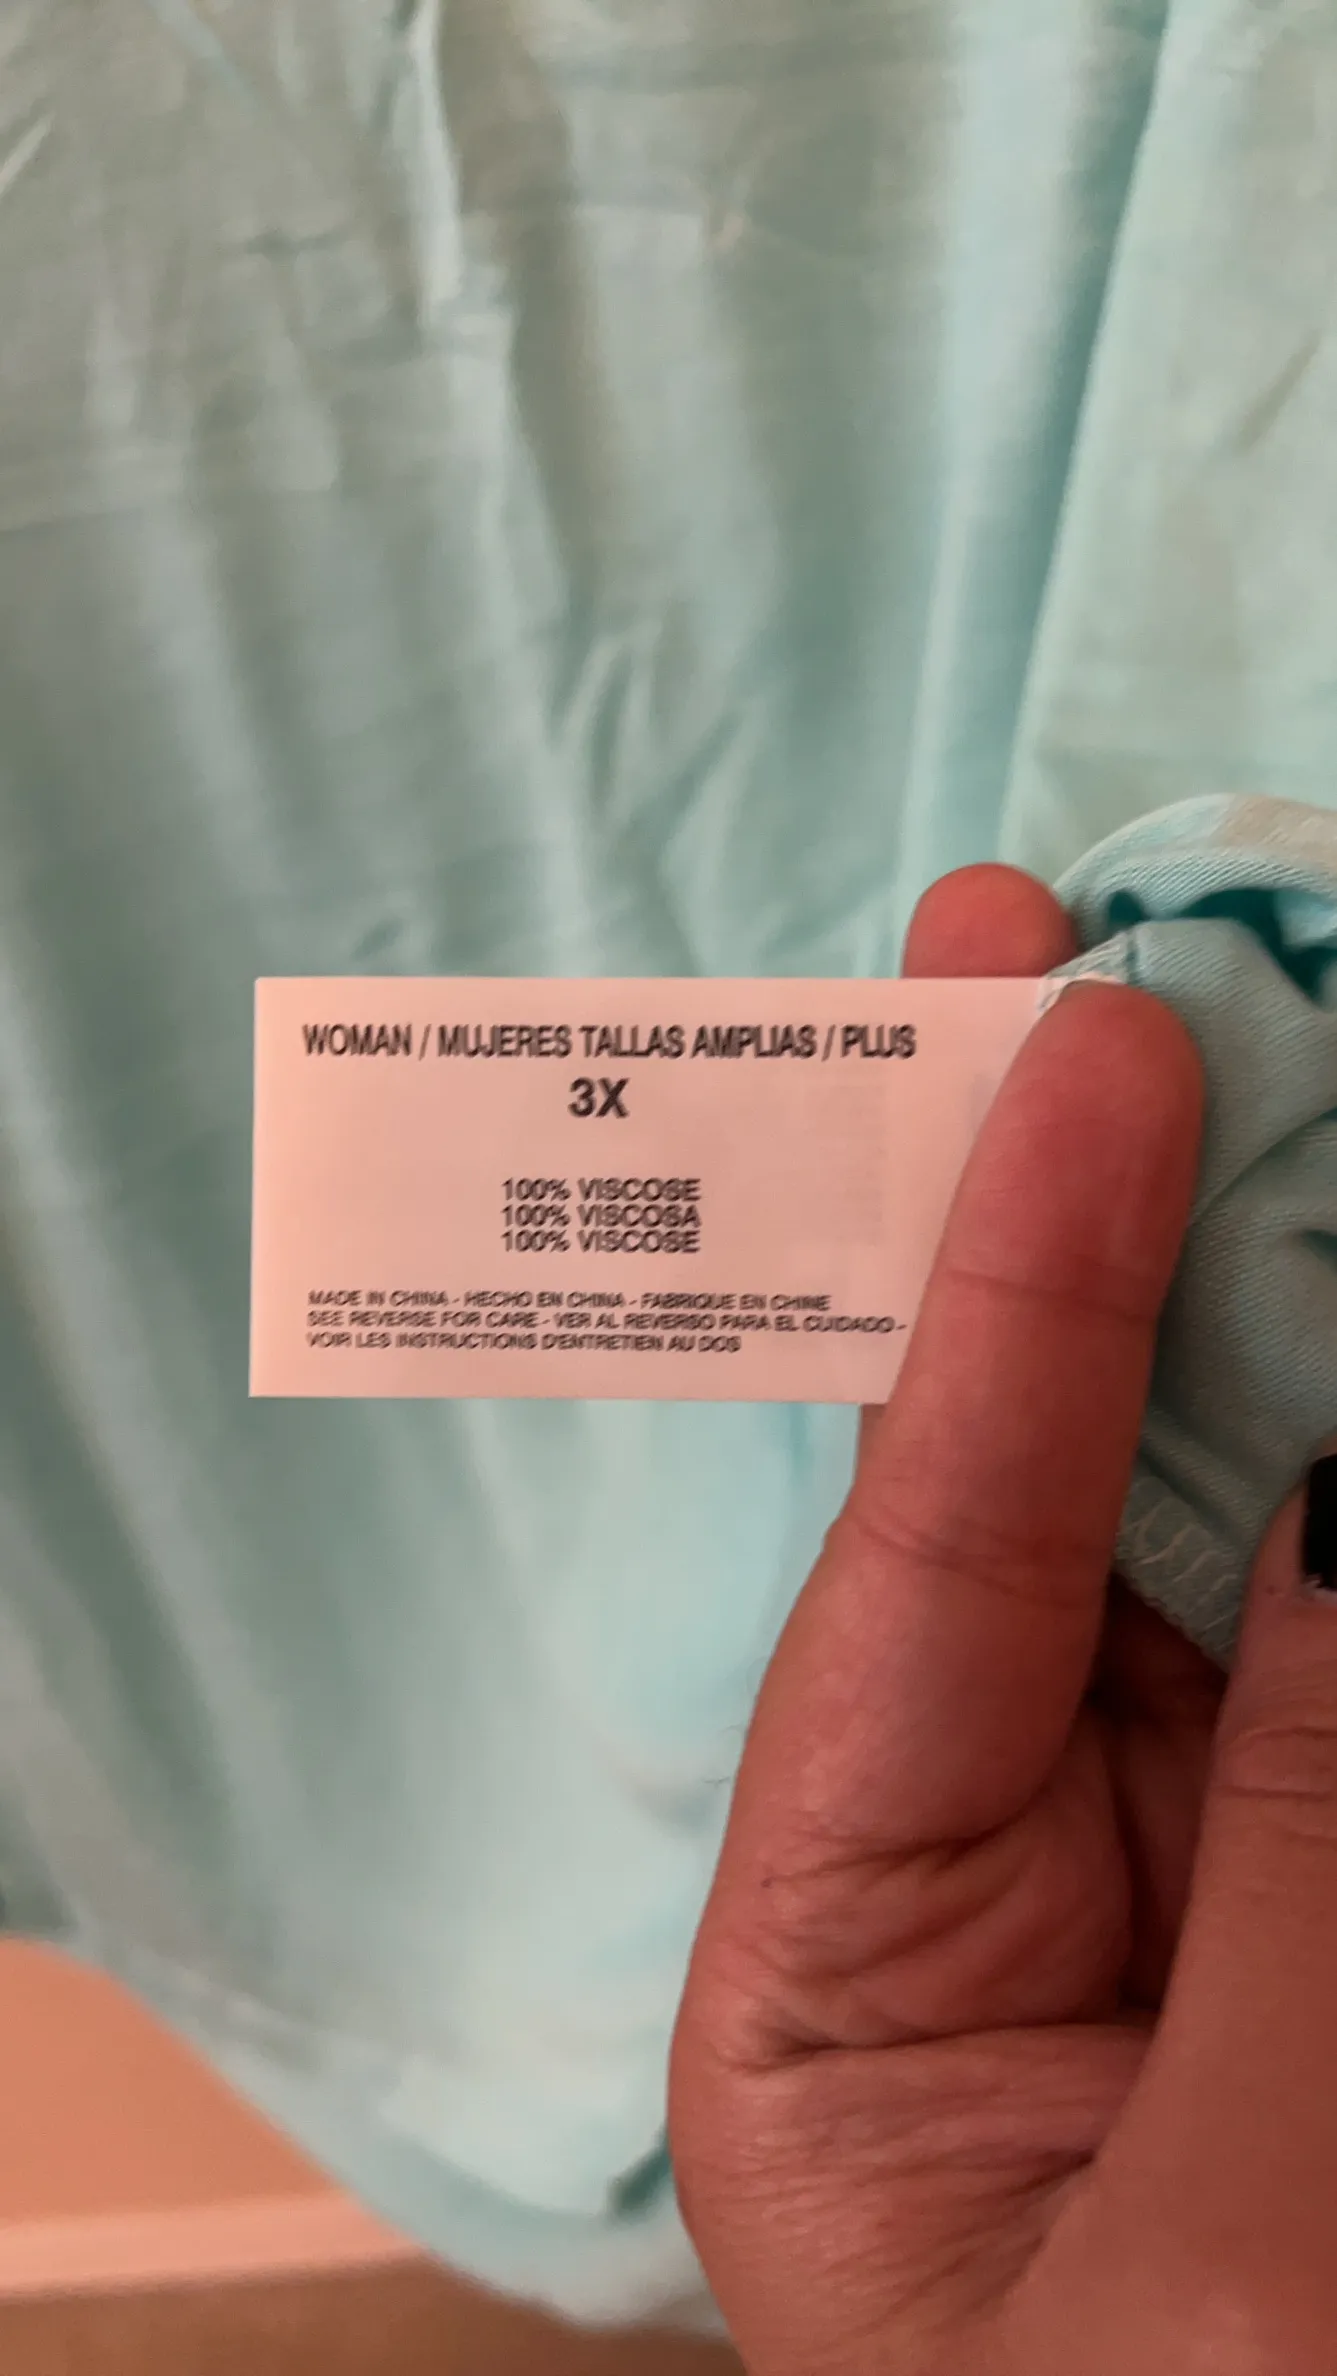 WOMAN / MUJERES TALLAS AMPLIAS / PLUS
3X
100% VISCOSE
100% VISCOSA
100% VISCOSE
MADE IN CHINA - HECHO EN CHINA - FABRIQUE EN CHINE
SEE REVERSE FOR CARE - VER AL REVERSO PARA EL CUIDADO -
VOIR LES INSTRUCTIONS D'ENTRETIEN AU DOS